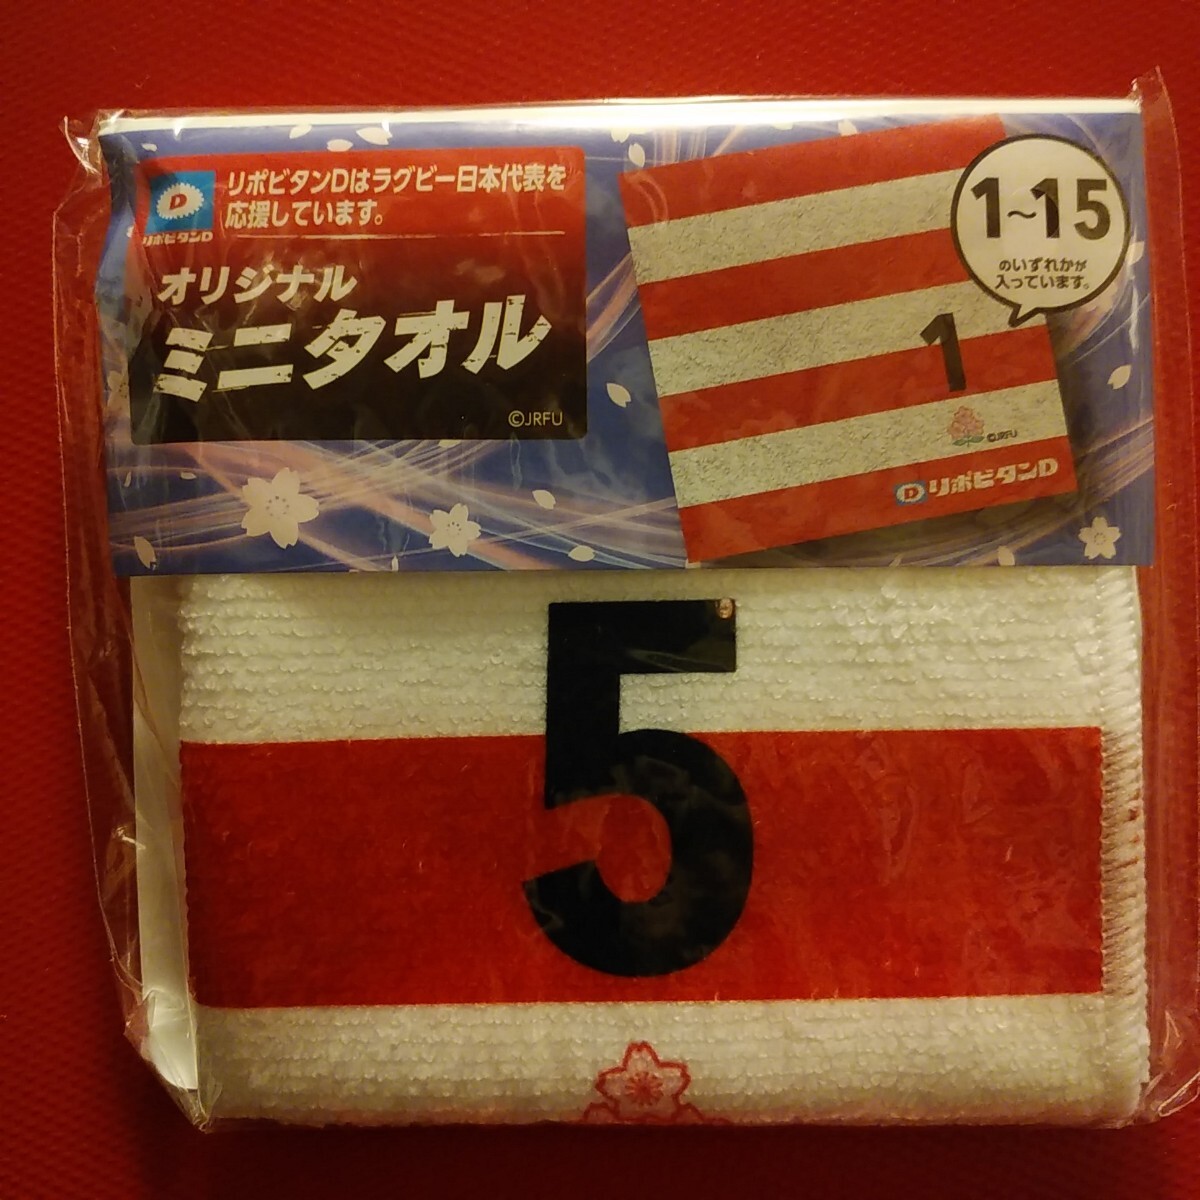 D
リポビタンD
リポビタンDはラグビー日本代表を
応援しています。
オリジナル
ミニタオル
©JRFU
1~15
のいずれかが
入っています。
1
©JRFU
D リポビタンD
5